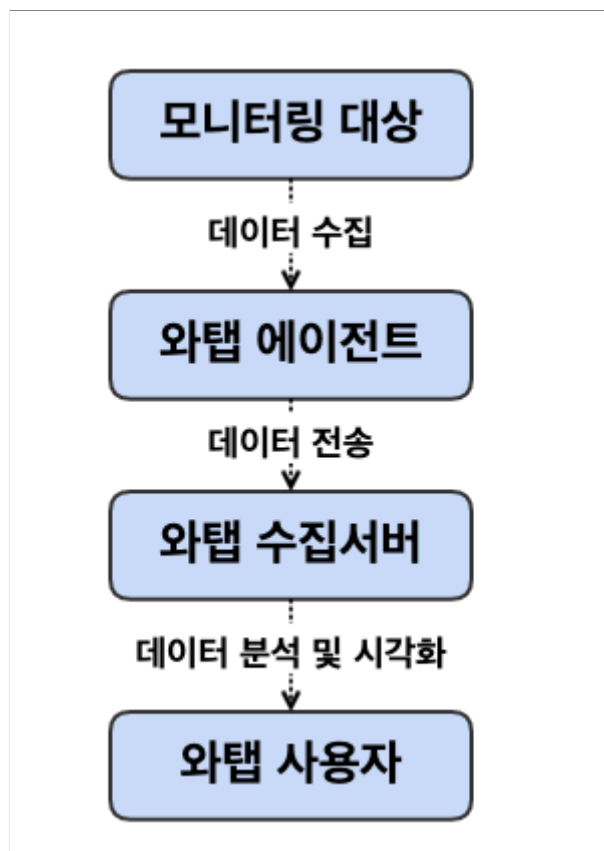 모니터링 대상
데이터 수집
와탭 에이전트
데이터 전송
와탭 수집서버
데이터 분석 및 시각화
와탭 사용자